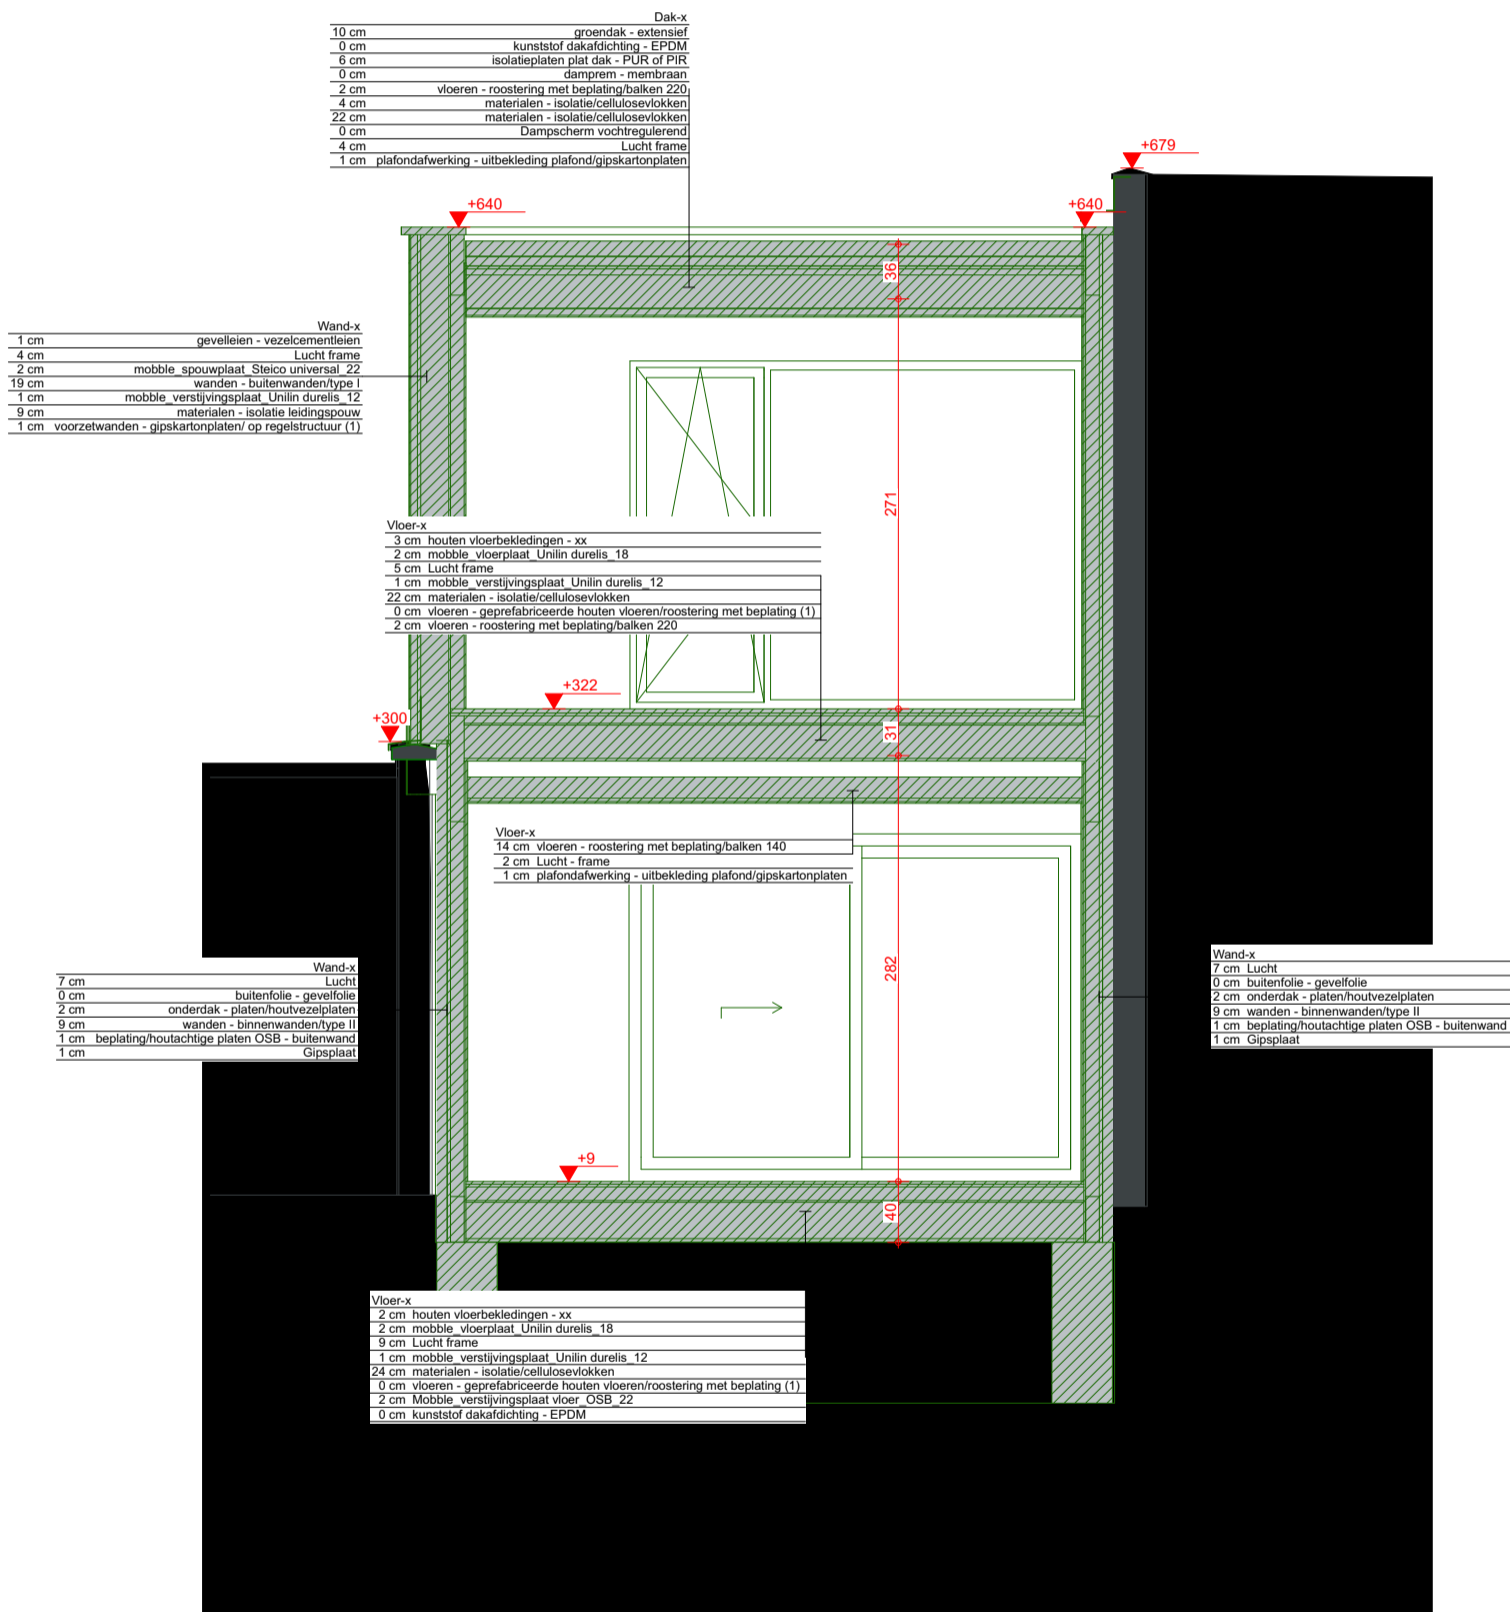 Dak-x
10 cm groendak - extensief
0 cm kunststof dakafdichting - EPDM
6 cm isolatieplaten plat dak - PUR of PIR
0 cm damprem - membraan
2 cm vloeren - roostering met beplating/balken 220
4 cm materialen - isolatie/cellulosevlokken
22 cm materialen - isolatie/cellulosevlokken
0 cm Dampscherm vochtregulerend
4 cm Lucht frame
1 cm plafondafwerking - uitbekleding plafond/gipskartonplaten
+679
+640
+640
36
Wand-x
1 cm gevelleien - vezelcementleien
4 cm Lucht frame
2 cm mobble_spouwplaat_Steico universal_22
19 cm wanden - buitenwanden/type I
1 cm mobble_verstijvingsplaat_Unilin durelis_12
9 cm materialen - isolatie leidingspouw
1 cm voorzetwanden - gipskartonplaten/ op regelstructuur (1)
271
Vloer-x
3 cm houten vloerbekledingen - xx
2 cm mobble_vloerplaat_Unilin durelis_18
5 cm Lucht frame
1 cm mobble_verstijvingsplaat_Unilin durelis_12
22 cm materialen - isolatie/cellulosevlokken
0 cm vloeren - geprefabriceerde houten vloeren/roostering met beplating (1)
2 cm vloeren - roostering met beplating/balken 220
+322
+300
31
Vloer-x
14 cm vloeren - roostering met beplating/balken 140
2 cm Lucht - frame
1 cm plafondafwerking - uitbekleding plafond/gipskartonplaten
282
Wand-x
7 cm Lucht
0 cm buitenfolie - gevelfolie
2 cm onderdak - platen/houtvezelplaten
9 cm wanden - binnenwanden/type II
1 cm beplating/houtachtige platen OSB - buitenwand
1 cm Gipsplaat
Wand-x
7 cm Lucht
0 cm buitenfolie - gevelfolie
2 cm onderdak - platen/houtvezelplaten
9 cm wanden - binnenwanden/type II
1 cm beplating/houtachtige platen OSB - buitenwand
1 cm Gipsplaat
+9
40
Vloer-x
2 cm houten vloerbekledingen - xx
2 cm mobble_vloerplaat_Unilin durelis_18
9 cm Lucht frame
1 cm mobble_verstijvingsplaat_Unilin durelis_12
24 cm materialen - isolatie/cellulosevlokken
0 cm vloeren - geprefabriceerde houten vloeren/roostering met beplating (1)
2 cm Mobble_verstijvingsplaat vloer_OSB_22
0 cm kunststof dakafdichting - EPDM